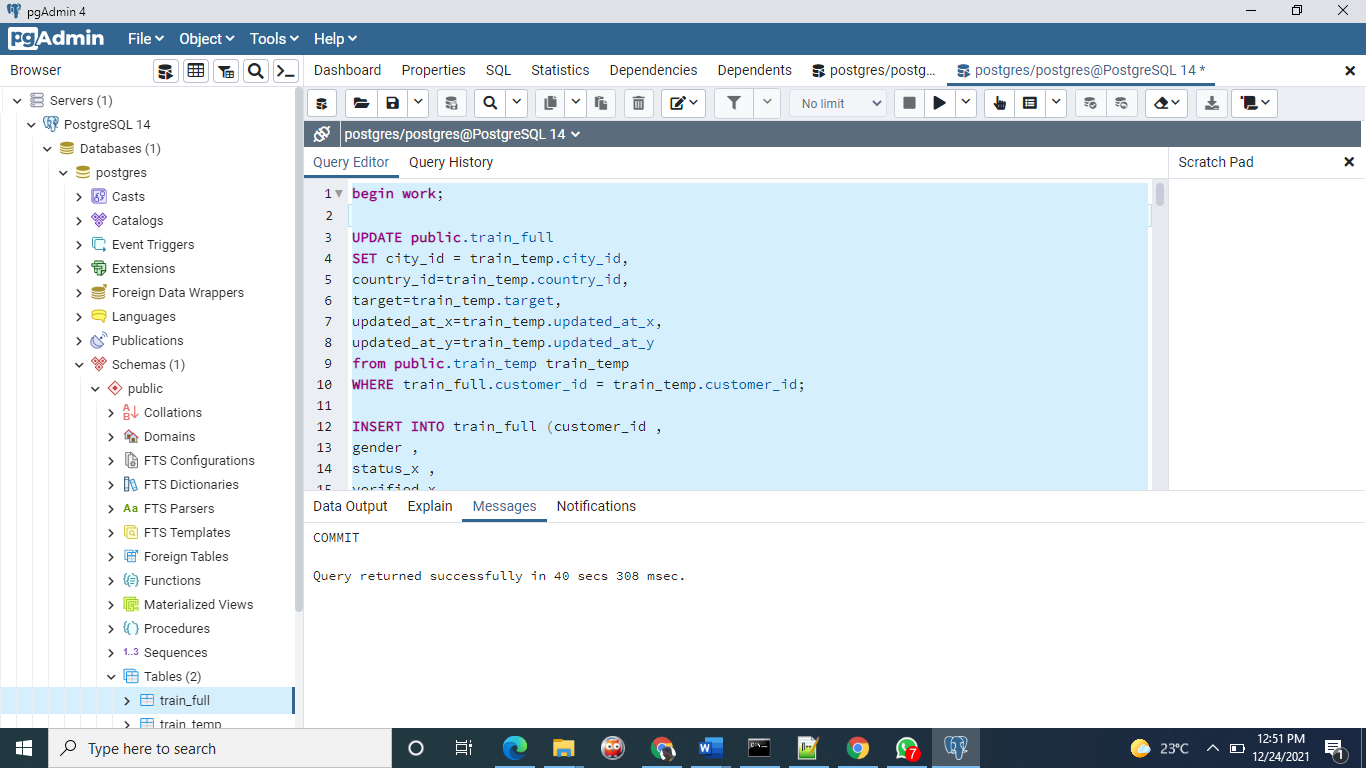 pgAdmin 4
pgAdmin File Object Tools Help
Browser
Dashboard Properties SQL Statistics Dependencies Dependents postgres/postg... postgres/postgres@PostgreSQL 14 *
Servers (1)
PostgreSQL 14
Databases (1)
postgres
Casts
Catalogs
Event Triggers
Extensions
Foreign Data Wrappers
Languages
Publications
Schemas (1)
public
Collations
Domains
FTS Configurations
FTS Dictionaries
Aa FTS Parsers
FTS Templates
Foreign Tables
Functions
Materialized Views
Procedures
1..3 Sequences
Tables (2)
train_full
train_temp
No limit
postgres/postgres@PostgreSQL 14
Query Editor Query History
Scratch Pad
1 begin work;
2
3 UPDATE public.train_full
4 SET city_id = train_temp.city_id,
5 country_id=train_temp.country_id,
6 target=train_temp.target,
7 updated_at_x=train_temp.updated_at_x,
8 updated_at_y=train_temp.updated_at_y
9 from public.train_temp train_temp
10 WHERE train_full.customer_id = train_temp.customer_id;
11
12 INSERT INTO train_full (customer_id ,
13 gender ,
14 status_x ,
15 verified_x
Data Output Explain Messages Notifications
COMMIT
Query returned successfully in 40 secs 308 msec.
Type here to search
7
23°C
12:51 PM
12/24/2021
1